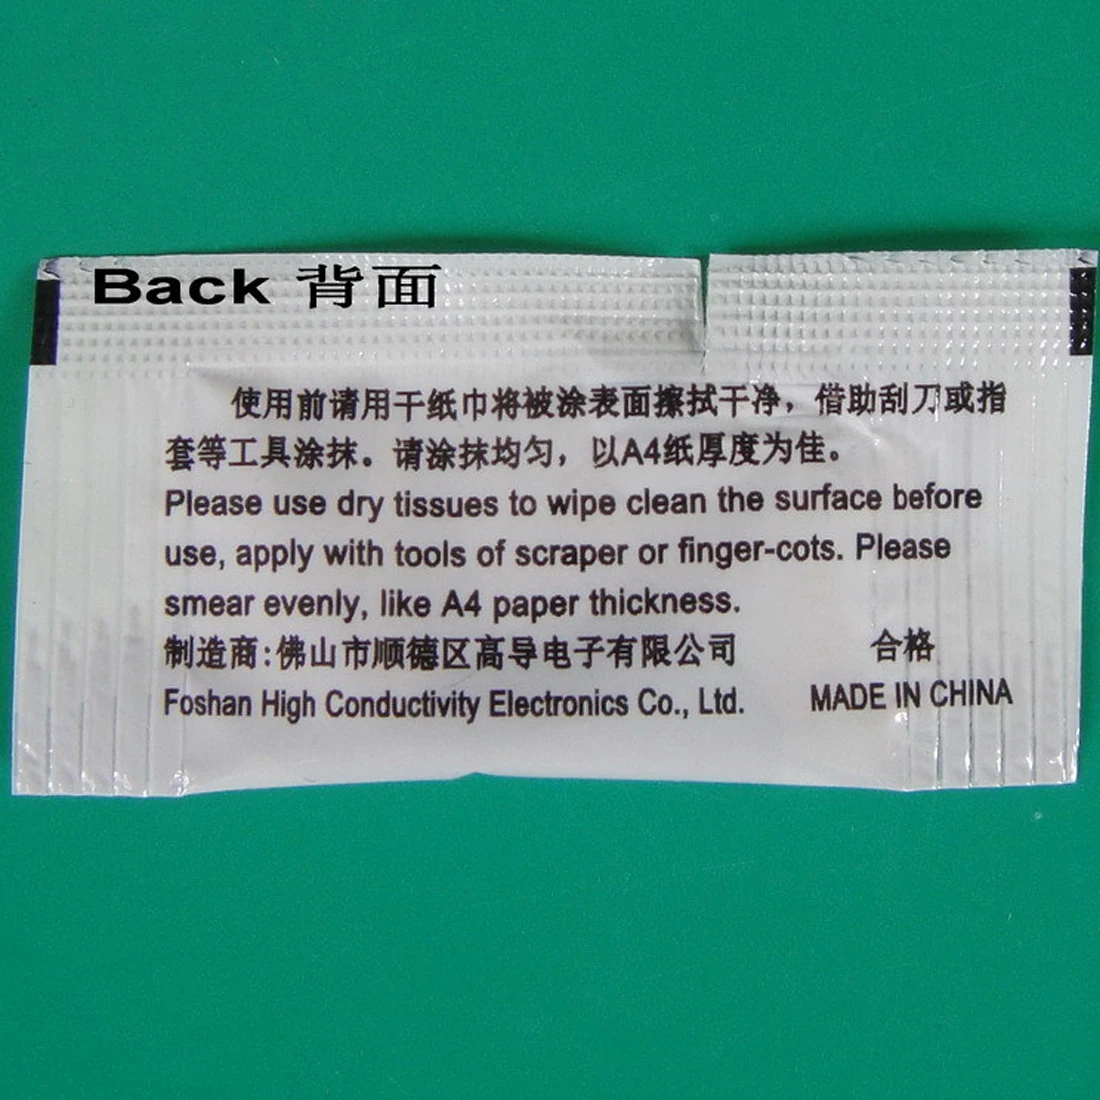 Back 背面
使用前请用干纸巾将被涂表面擦拭干净，借助刮刀或指
套等工具涂抹。请涂抹均匀，以A4纸厚度为佳。
Please use dry tissues to wipe clean the surface before
use, apply with tools of scraper or finger-cots. Please
smear evenly, like A4 paper thickness.
制造商:佛山市顺德区高导电子有限公司 合格
Foshan High Conductivity Electronics Co., Ltd. MADE IN CHINA